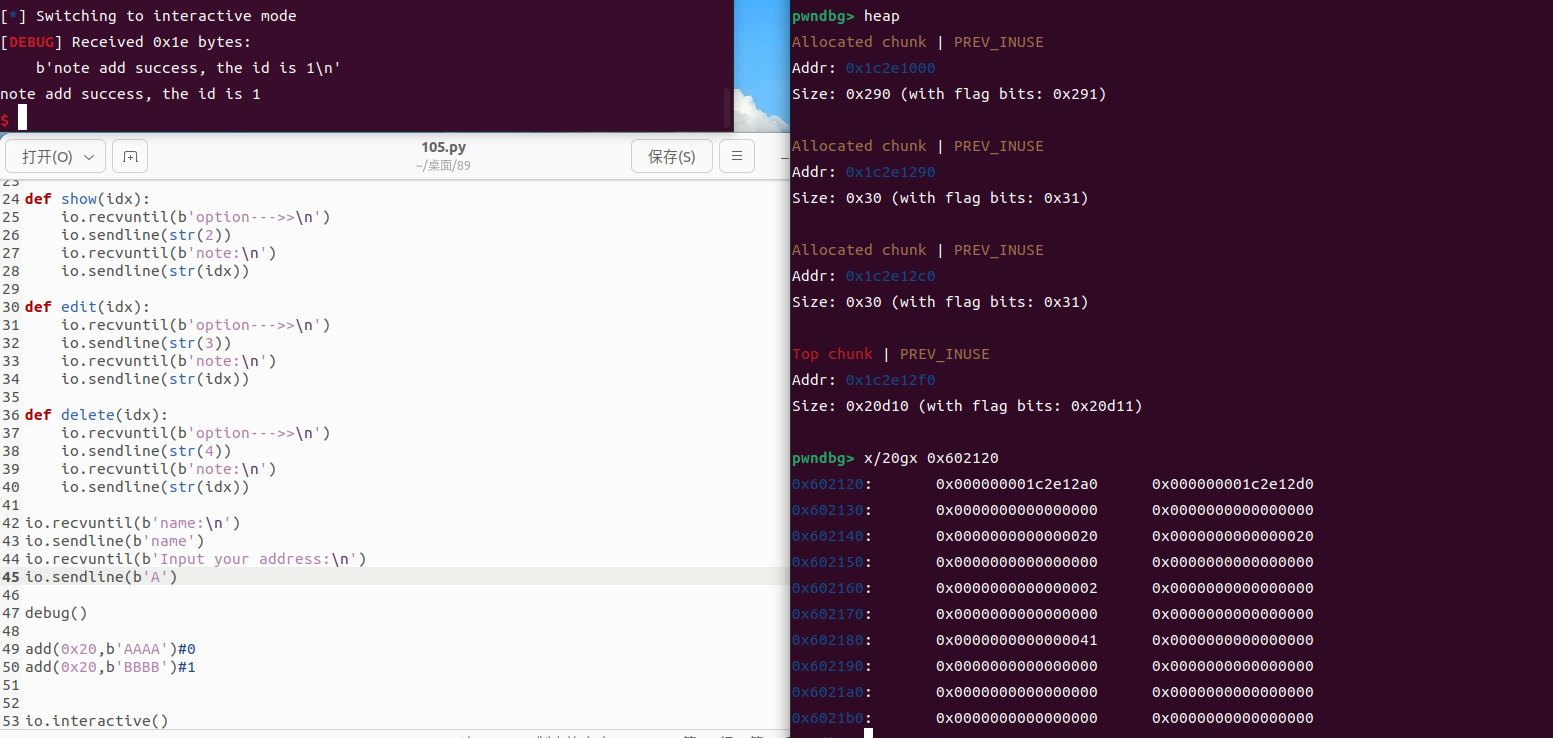 [*] Switching to interactive mode
[DEBUG] Received 0x1e bytes:
    b'note add success, the id is 1\n'
note add success, the id is 1
$
打开(O)
105.py
~/桌面/89
保存(S)
23
24 def show(idx):
25     io.recvuntil(b'option--->>\n')
26     io.sendline(str(2))
27     io.recvuntil(b'note:\n')
28     io.sendline(str(idx))
29
30 def edit(idx):
31     io.recvuntil(b'option--->>\n')
32     io.sendline(str(3))
33     io.recvuntil(b'note:\n')
34     io.sendline(str(idx))
35
36 def delete(idx):
37     io.recvuntil(b'option--->>\n')
38     io.sendline(str(4))
39     io.recvuntil(b'note:\n')
40     io.sendline(str(idx))
41
42 io.recvuntil(b'name:\n')
43 io.sendline(b'name')
44 io.recvuntil(b'Input your address:\n')
45 io.sendline(b'A')
46
47 debug()
48
49 add(0x20,b'AAAA')#0
50 add(0x20,b'BBBB')#1
51
52
53 io.interactive()
pwndbg> heap
Allocated chunk | PREV_INUSE
Addr: 0x1c2e1000
Size: 0x290 (with flag bits: 0x291)
Allocated chunk | PREV_INUSE
Addr: 0x1c2e1290
Size: 0x30 (with flag bits: 0x31)
Allocated chunk | PREV_INUSE
Addr: 0x1c2e12c0
Size: 0x30 (with flag bits: 0x31)
Top chunk | PREV_INUSE
Addr: 0x1c2e12f0
Size: 0x20d10 (with flag bits: 0x20d11)
pwndbg> x/20gx 0x602120
0x602120: 0x000000001c2e12a0 0x000000001c2e12d0
0x602130: 0x0000000000000000 0x0000000000000000
0x602140: 0x0000000000000020 0x0000000000000020
0x602150: 0x0000000000000000 0x0000000000000000
0x602160: 0x0000000000000002 0x0000000000000000
0x602170: 0x0000000000000000 0x0000000000000000
0x602180: 0x0000000000000041 0x0000000000000000
0x602190: 0x0000000000000000 0x0000000000000000
0x6021a0: 0x0000000000000000 0x0000000000000000
0x6021b0: 0x0000000000000000 0x0000000000000000